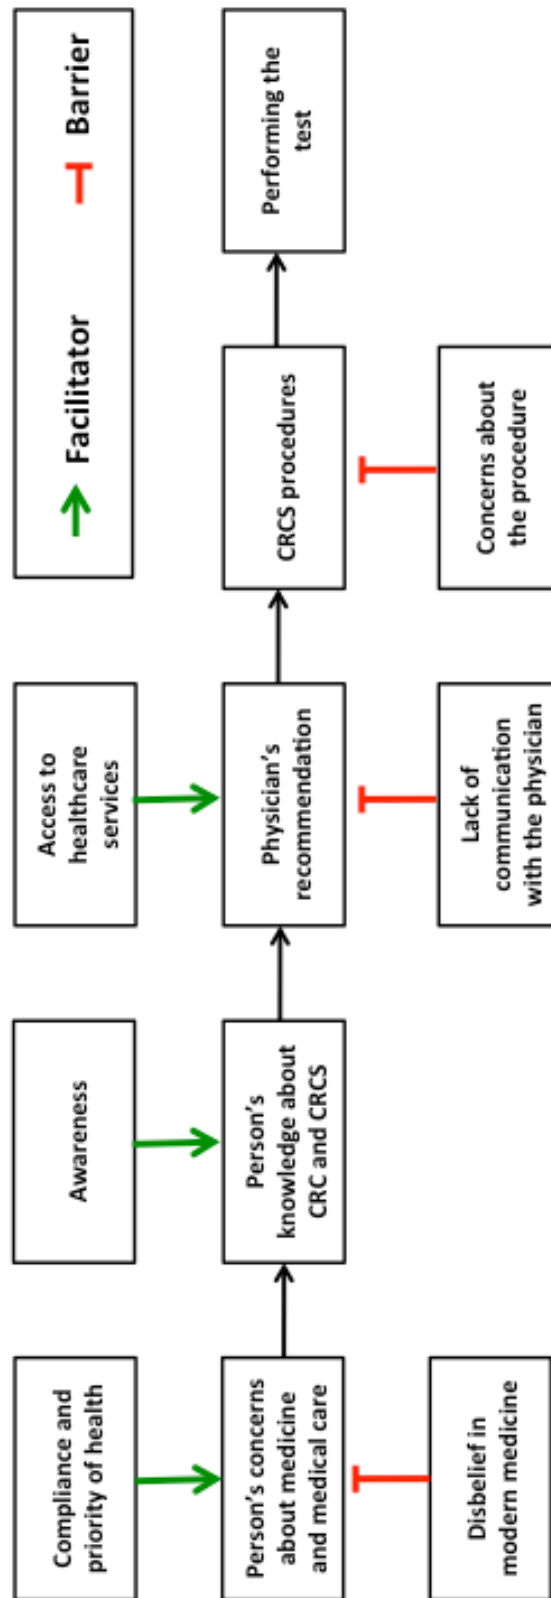 Compliance and
priority of health
Awareness
Access to
healthcare
services
Facilitator
Barrier
Person's concerns
about medicine
and medical care
Person's
knowledge about
CRC and CRCS
Physician's
recommendation
CRCS procedures
Performing the
test
Disbelief in
modern medicine
Lack of
communication
with the physician
Concerns about
the procedure